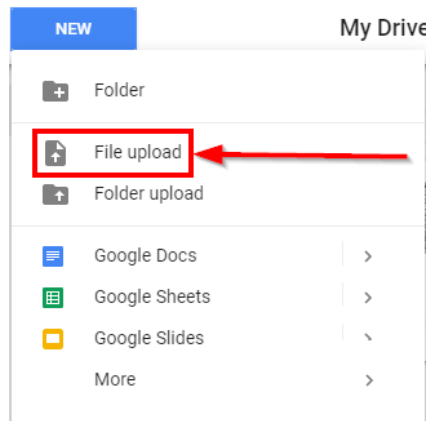 NEW
My Drive
Folder
File upload
Folder upload
Google Docs
Google Sheets
Google Slides
More